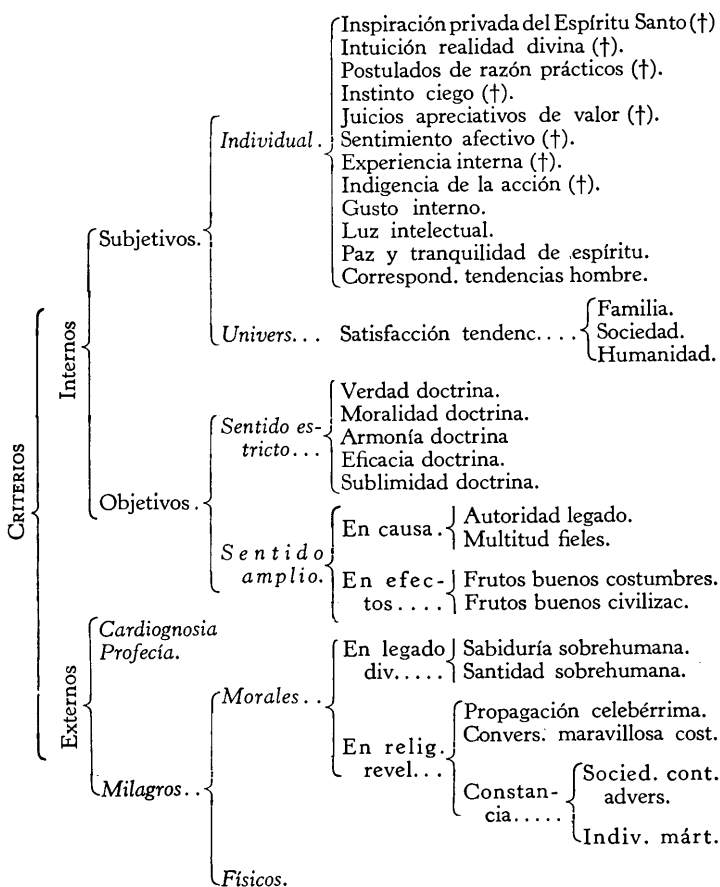 Inspiración privada del Espíritu Santo (†)
Intuición realidad divina (†).
Postulados de razón prácticos (†).
Instinto ciego (†).
Juicios apreciativos de valor (†).
Individual. Sentimiento afectivo (†).
Experiencia interna (†).
Indigencia de la acción (†).
Gusto interno.
Luz intelectual.
Subjetivos. Paz y tranquilidad de espíritu.
Correspond. tendencias hombre.
Familia.
Univers... Satisfacción tendenc.... Sociedad.
Humanidad.
Internos
Verdad doctrina.
Sentido es- Moralidad doctrina.
tricto... Armonía doctrina
Eficacia doctrina.
Sublimidad doctrina.
CRITERIOS
Objetivos.
En causa. Autoridad legado.
Multitud fieles.
Sentido
amplio. En efec- Frutos buenos costumbres.
tos.... Frutos buenos civilizac.
Cardiognosia
Profecía.
Externos
En legado Sabiduría sobrehumana.
div..... Santidad sobrehumana.
Morales..
Propagación celebérrima.
En relig. Convers. maravillosa cost.
revel...
Milagros.. Constan- Socied. cont.
cia..... advers.
Indiv. márt.
Físicos.